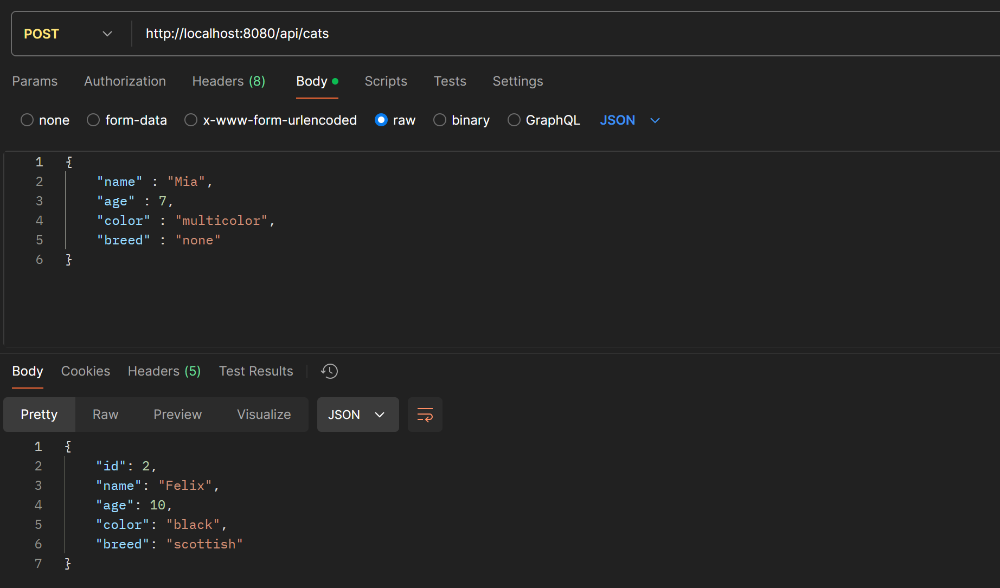 POST http://localhost:8080/api/cats
Params Authorization Headers (8) Body Scripts Tests Settings
none form-data x-www-form-urlencoded raw binary GraphQL JSON
1 {
2 "name" : "Mia",
3 "age" : 7,
4 "color" : "multicolor",
5 "breed" : "none"
6 }
Body Cookies Headers (5) Test Results
Pretty Raw Preview Visualize JSON
1 {
2 "id": 2,
3 "name": "Felix",
4 "age": 10,
5 "color": "black",
6 "breed": "scottish"
7 }